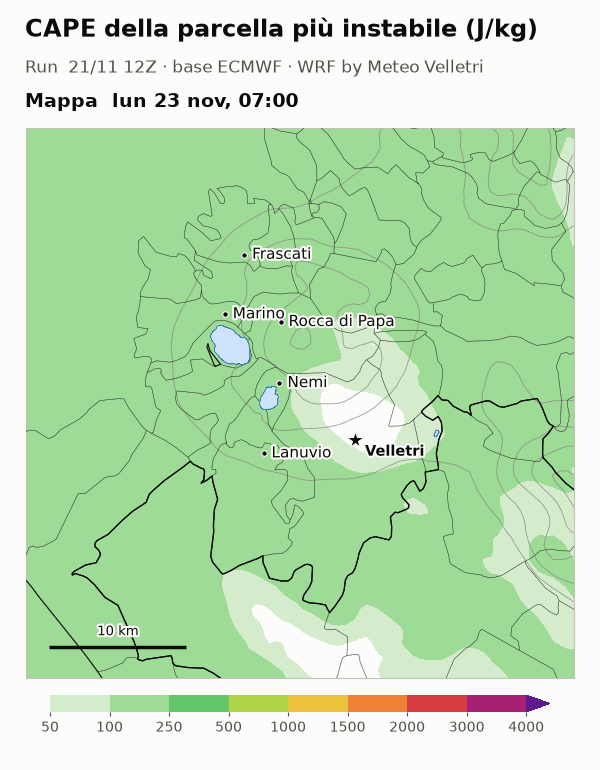 CAPE della parcella più instabile (J/kg)
Run  21/11 12Z · base ECMWF · WRF by Meteo Velletri
Mappa  lun 23 nov, 07:00
Frascati
Marino
Rocca di Papa
Nemi
Velletri
Lanuvio
10 km
50 100 250 500 1000 1500 2000 3000 4000